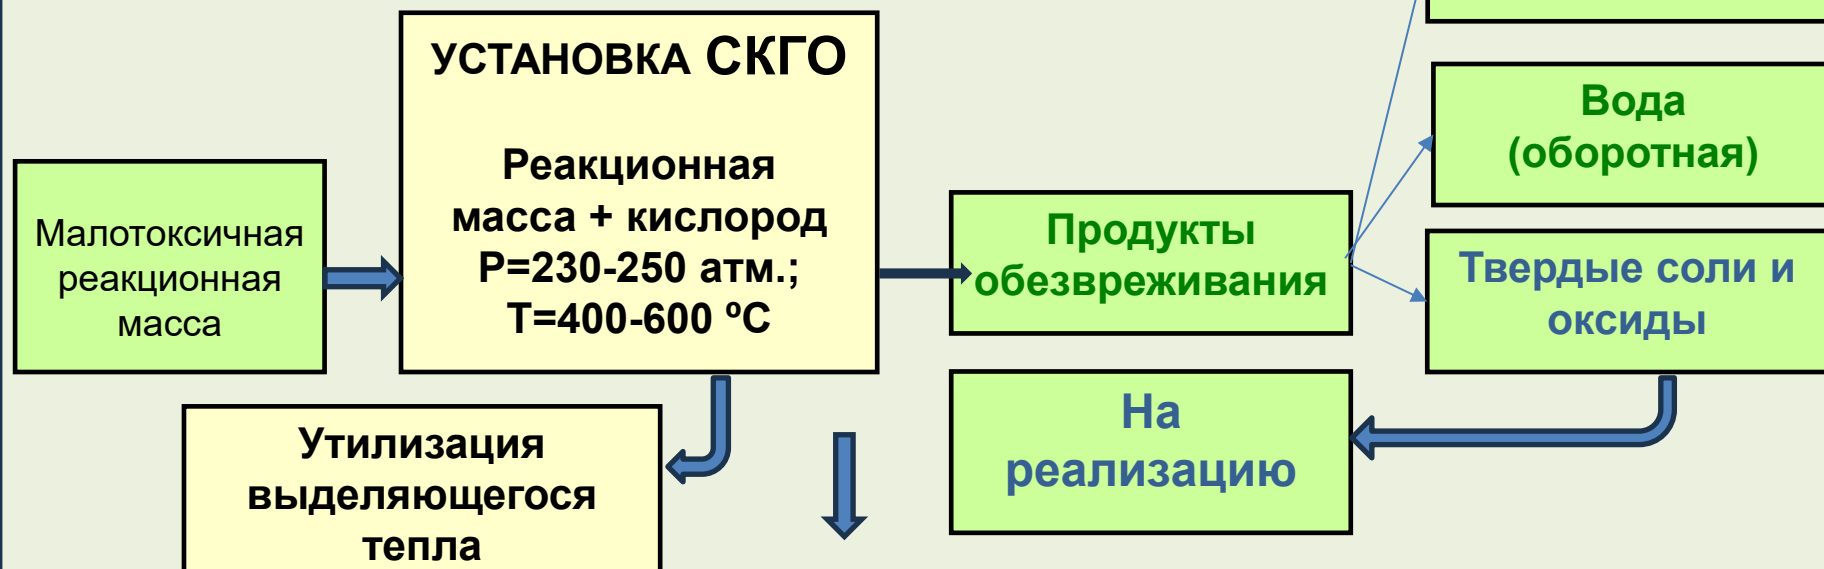 УСТАНОВКА СКГО
Реакционная
масса + кислород
Р=230-250 атм.;
Т=400-600 ºС
Малотоксичная
реакционная
масса
Утилизация
выделяющегося
тепла
Продукты
обезвреживания
Вода
(оборотная)
Твердые соли и
оксиды
На
реализацию